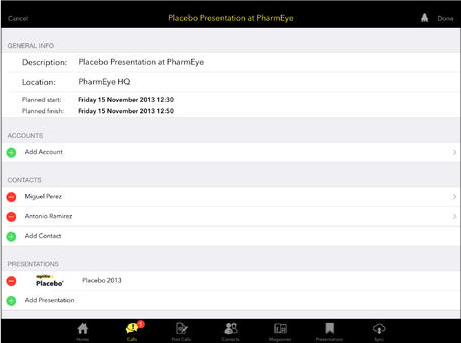 Cancel Placebo Presentation at PharmEye Done
GENERAL INFO
Description: Placebo Presentation at PharmEye
Location: PharmEye HQ
Planned start: Friday 15 November 2013 12:30
Planned finish: Friday 15 November 2013 12:50
ACCOUNTS
Add Account
CONTACTS
Miguel Perez
Antonio Ramirez
Add Contact
PRESENTATIONS
Placebo Placebo 2013
Add Presentation
Home Calls Past Calls Contacts Magazines Presentations Sync